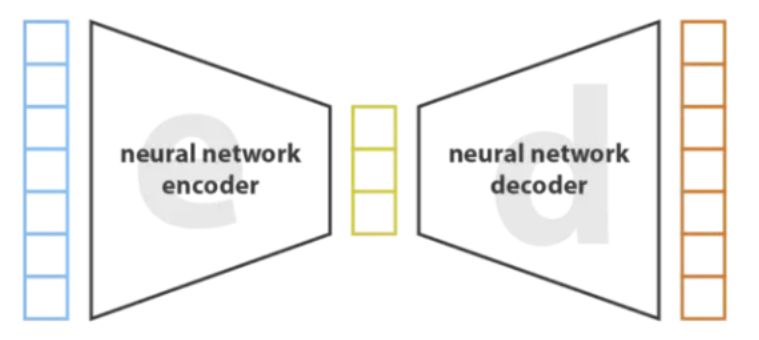 e
neural network
encoder
d
neural network
decoder